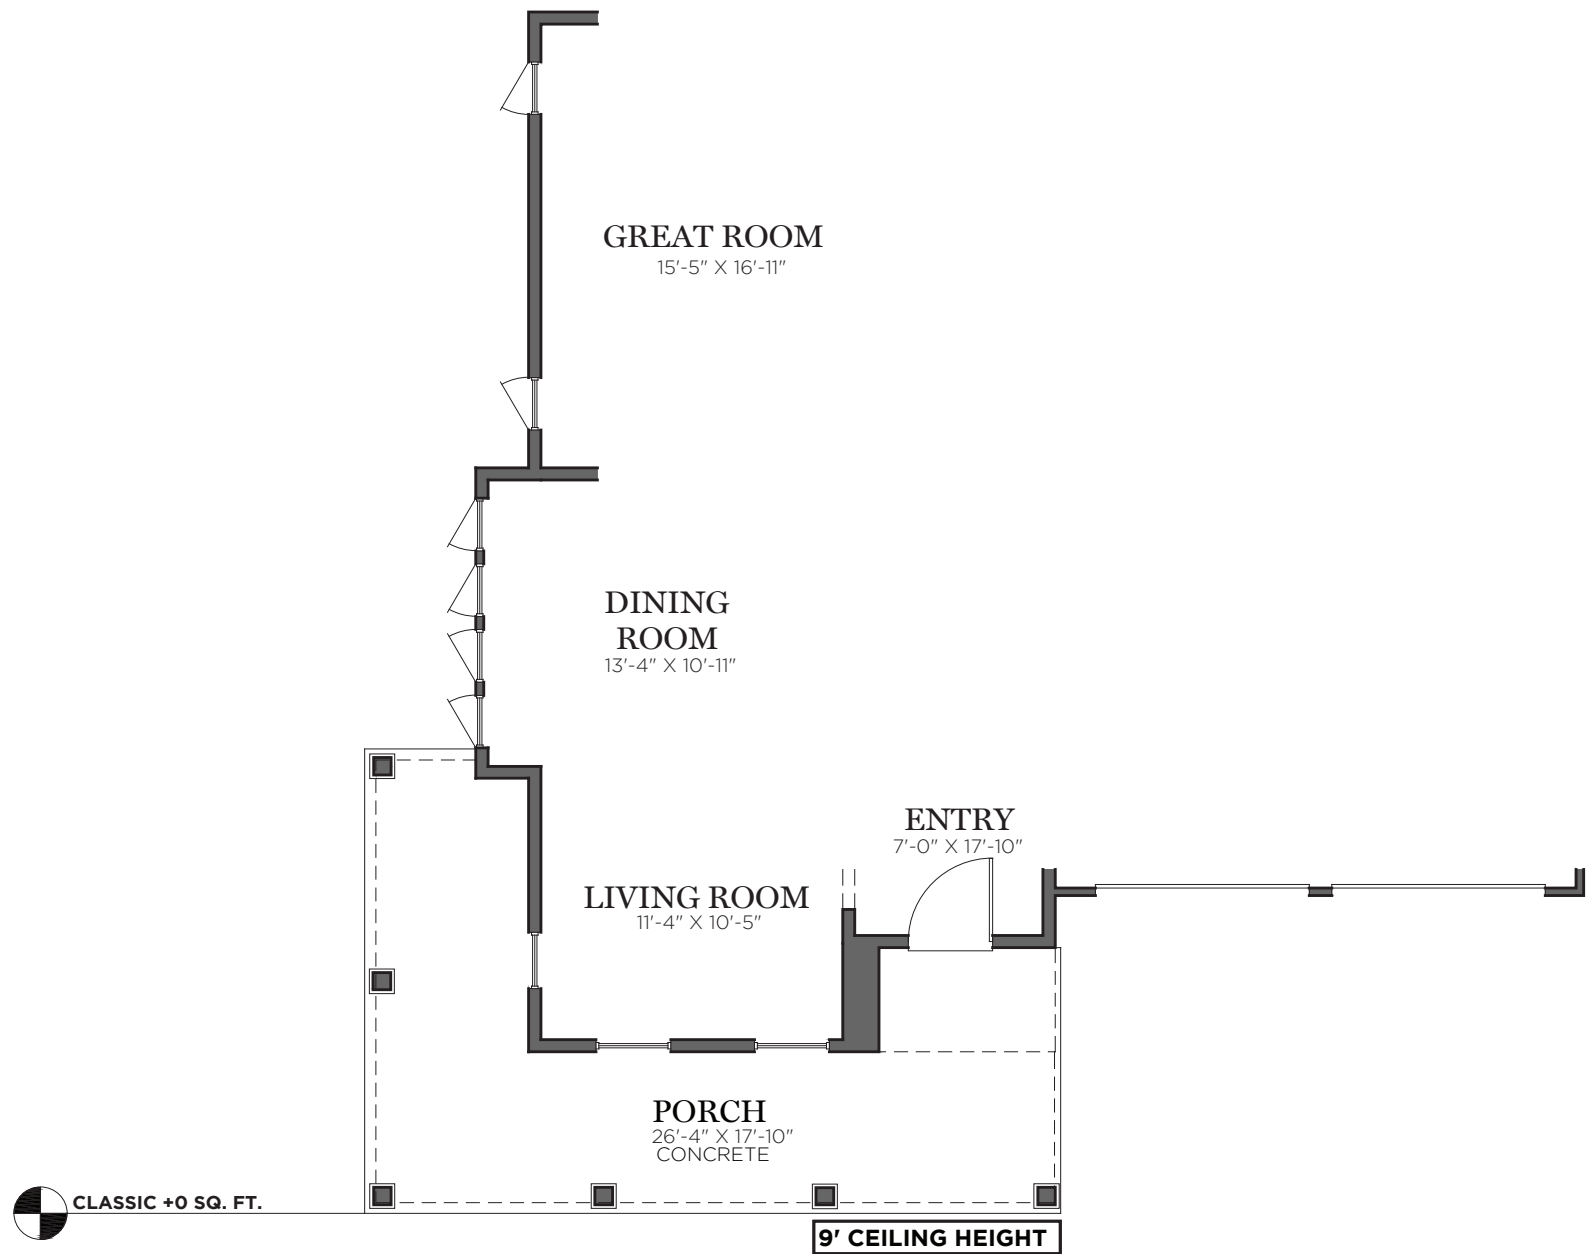 GREAT ROOM
15'-5" X 16'-11"
DINING
ROOM
13'-4" X 10'-11"
ENTRY
7'-0" X 17'-10"
LIVING ROOM
11'-4" X 10'-5"
PORCH
26'-4" X 17'-10"
CONCRETE
CLASSIC +0 SQ. FT.
9' CEILING HEIGHT